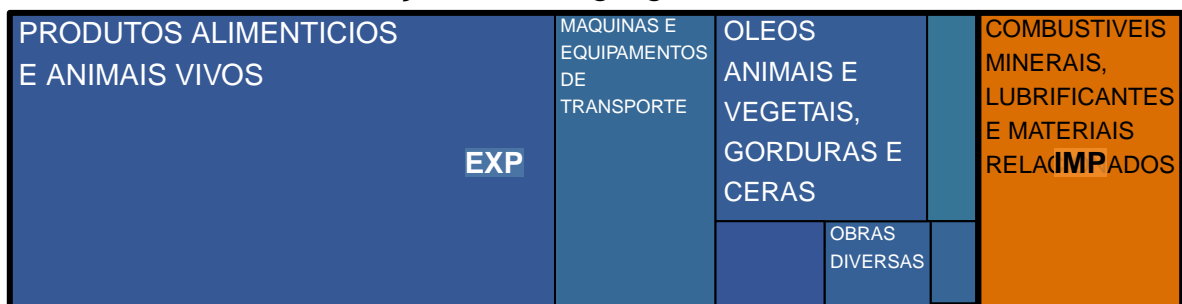 PRODUTOS ALIMENTICIOS
E ANIMAIS VIVOS
EXP
MAQUINAS E
EQUIPAMENTOS
DE
TRANSPORTE
OLEOS
ANIMAIS E
VEGETAIS,
GORDURAS E
CERAS
OBRAS
DIVERSAS
COMBUSTIVEIS
MINERAIS,
LUBRIFICANTES
E MATERIAIS
IMP